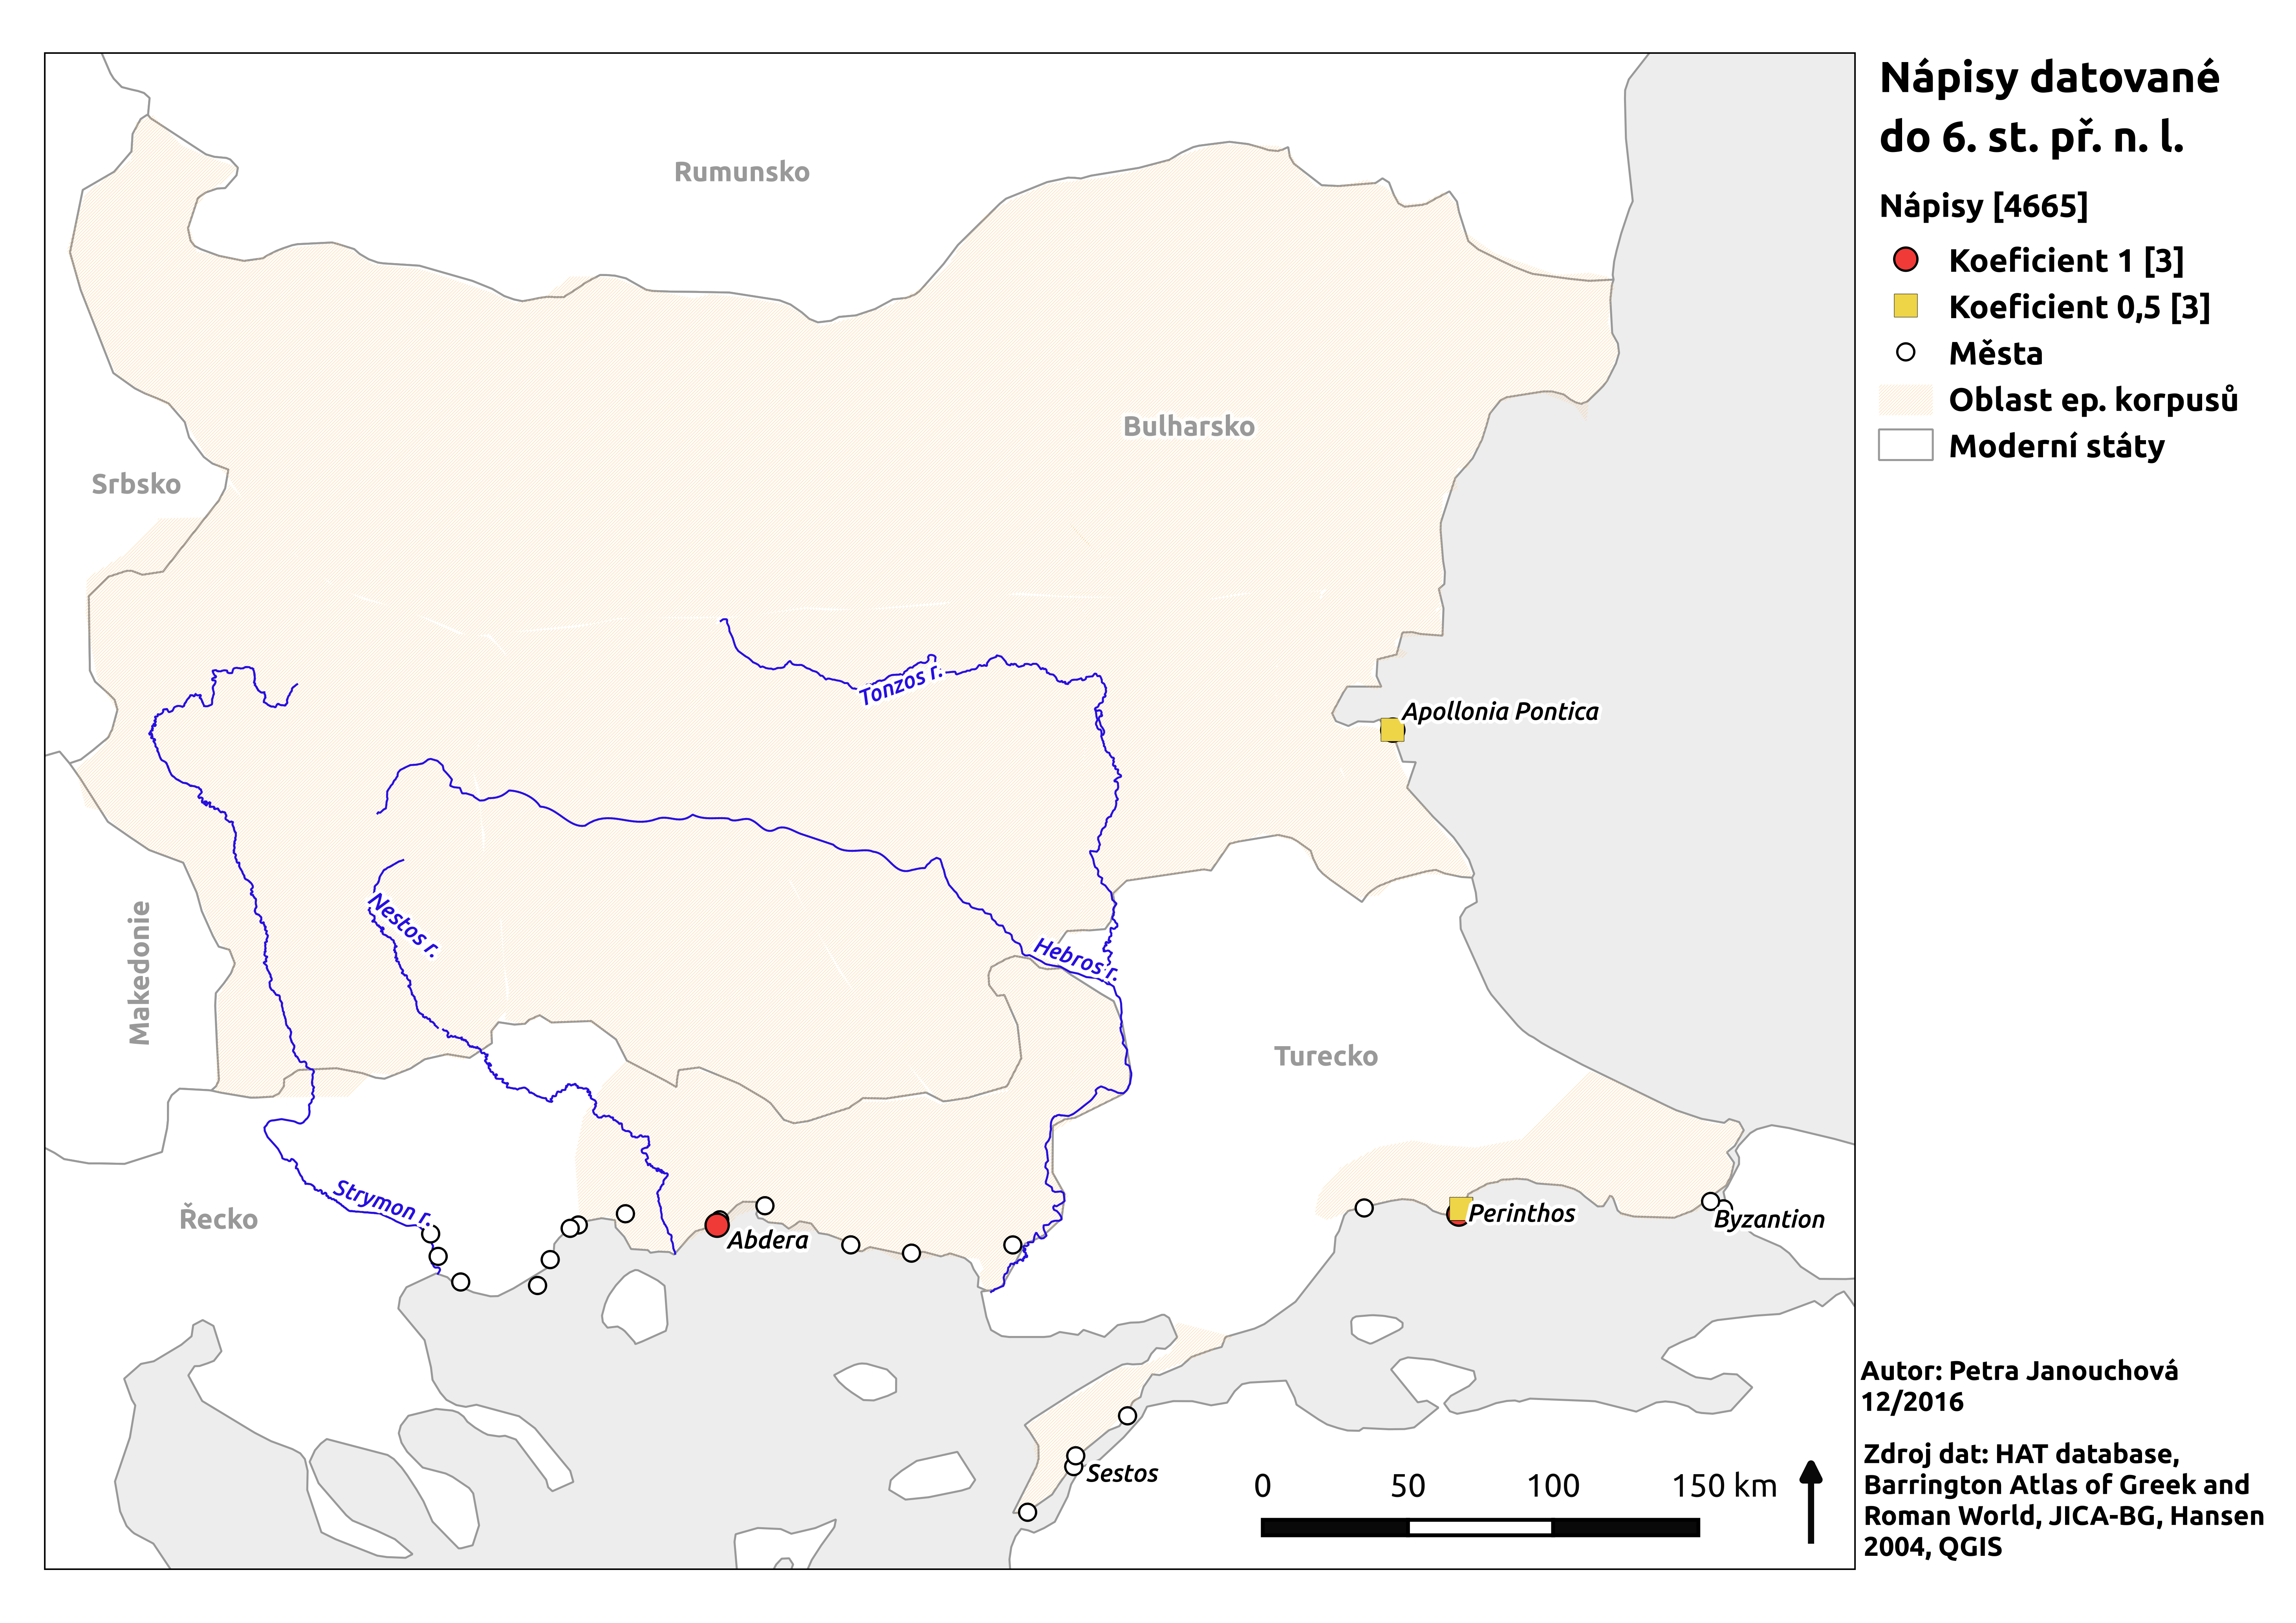 Nápisy datované
do 6. st. př. n. l.
Nápisy [4665]
Koeficient 1 [3]
Koeficient 0,5 [3]
Města
Oblast ep. korpusů
Moderní státy
Rumunsko
Bulharsko
Srbsko
Tonzos r.
Apollonia Pontica
Nestos r.
Hebros r.
Makedonie
Turecko
Strymon r.
Řecko
Abdera
Perinthos
Byzantion
Sestos
0 50 100 150 km
Autor: Petra Janouchová
12/2016
Zdroj dat: HAT database,
Barrington Atlas of Greek and
Roman World, JICA-BG, Hansen
2004, QGIS